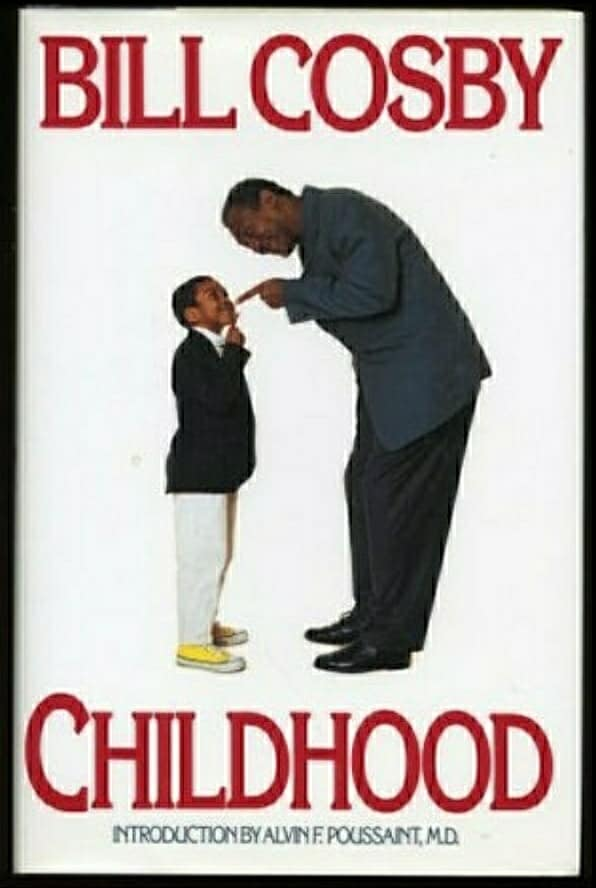 BILL COSBY
CHILDHOOD
INTRODUCTION BY ALVIN F. POUSSAINT, M.D.